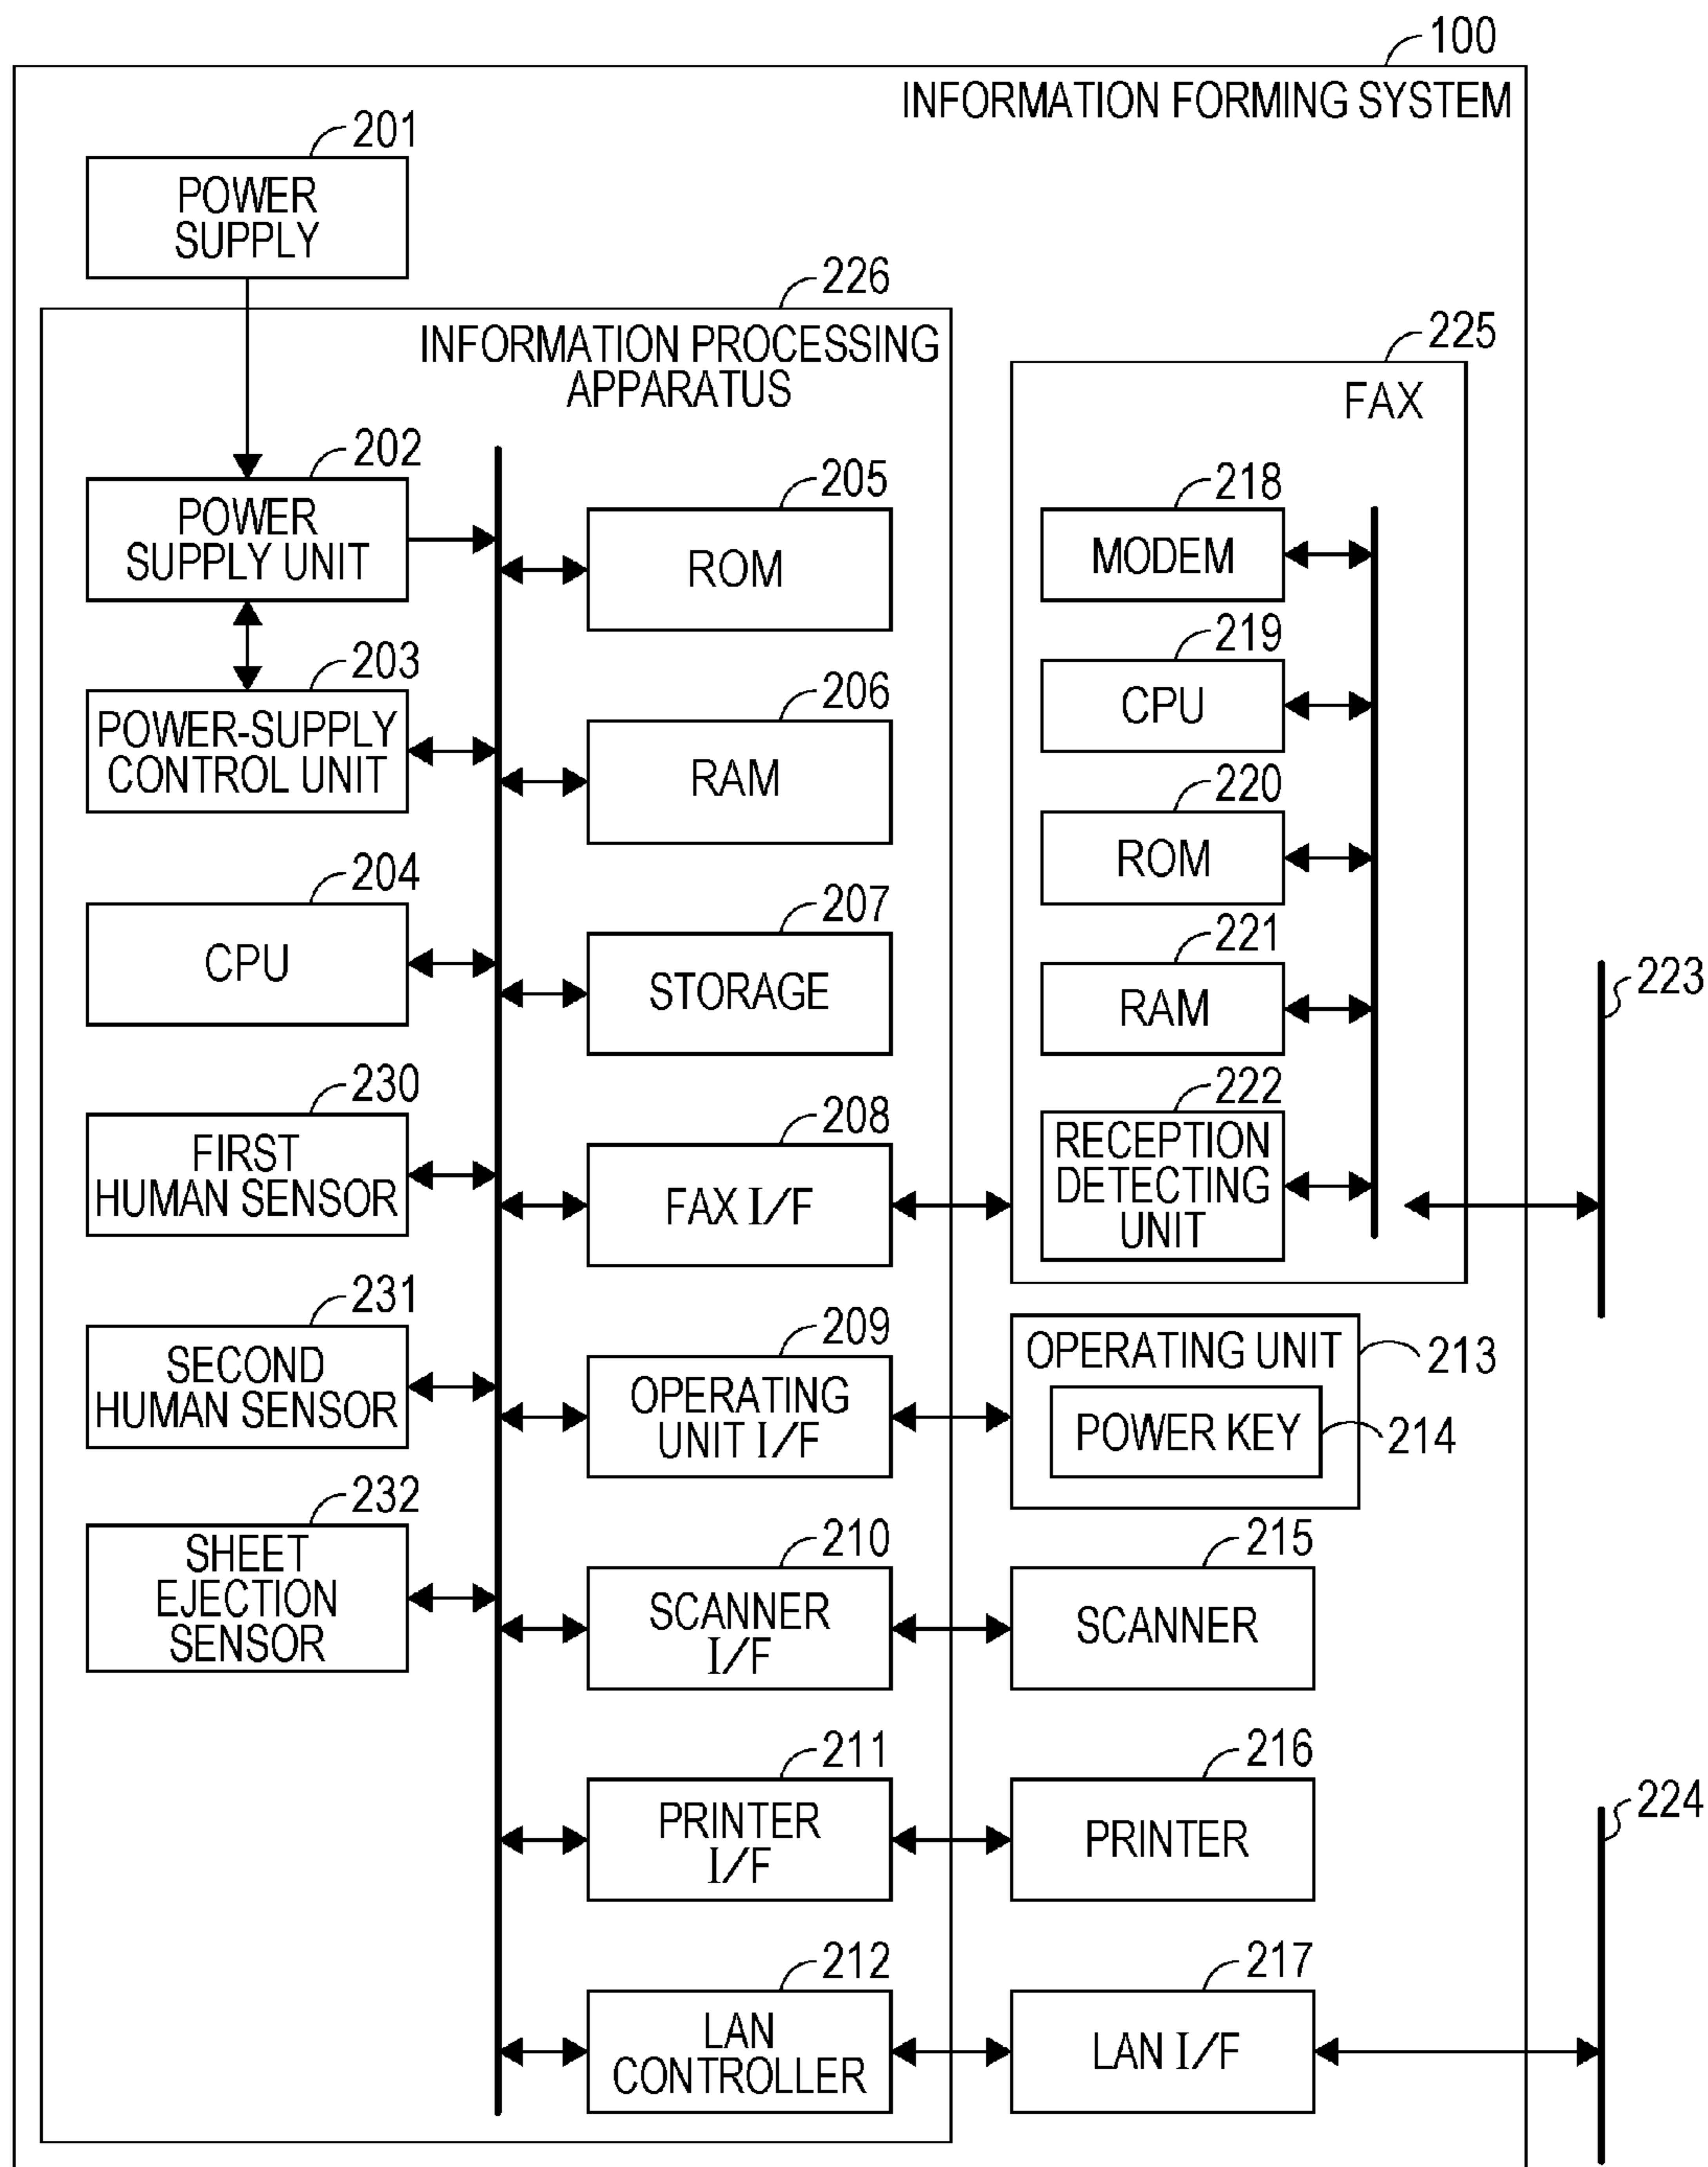 100
INFORMATION FORMING SYSTEM
201
POWER
SUPPLY
226
INFORMATION PROCESSING
APPARATUS
202
POWER
SUPPLY UNIT
203
POWER-SUPPLY
CONTROL UNIT
204
CPU
230
FIRST
HUMAN SENSOR
231
SECOND
HUMAN SENSOR
232
SHEET
EJECTION
SENSOR
205
ROM
206
RAM
207
STORAGE
208
FAX I/F
209
OPERATING
UNIT I/F
210
SCANNER
I/F
211
PRINTER
I/F
212
LAN
CONTROLLER
225
FAX
218
MODEM
219
CPU
220
ROM
221
RAM
222
RECEPTION
DETECTING
UNIT
223
OPERATING UNIT
213
POWER KEY
214
215
SCANNER
216
PRINTER
217
LAN I/F
224